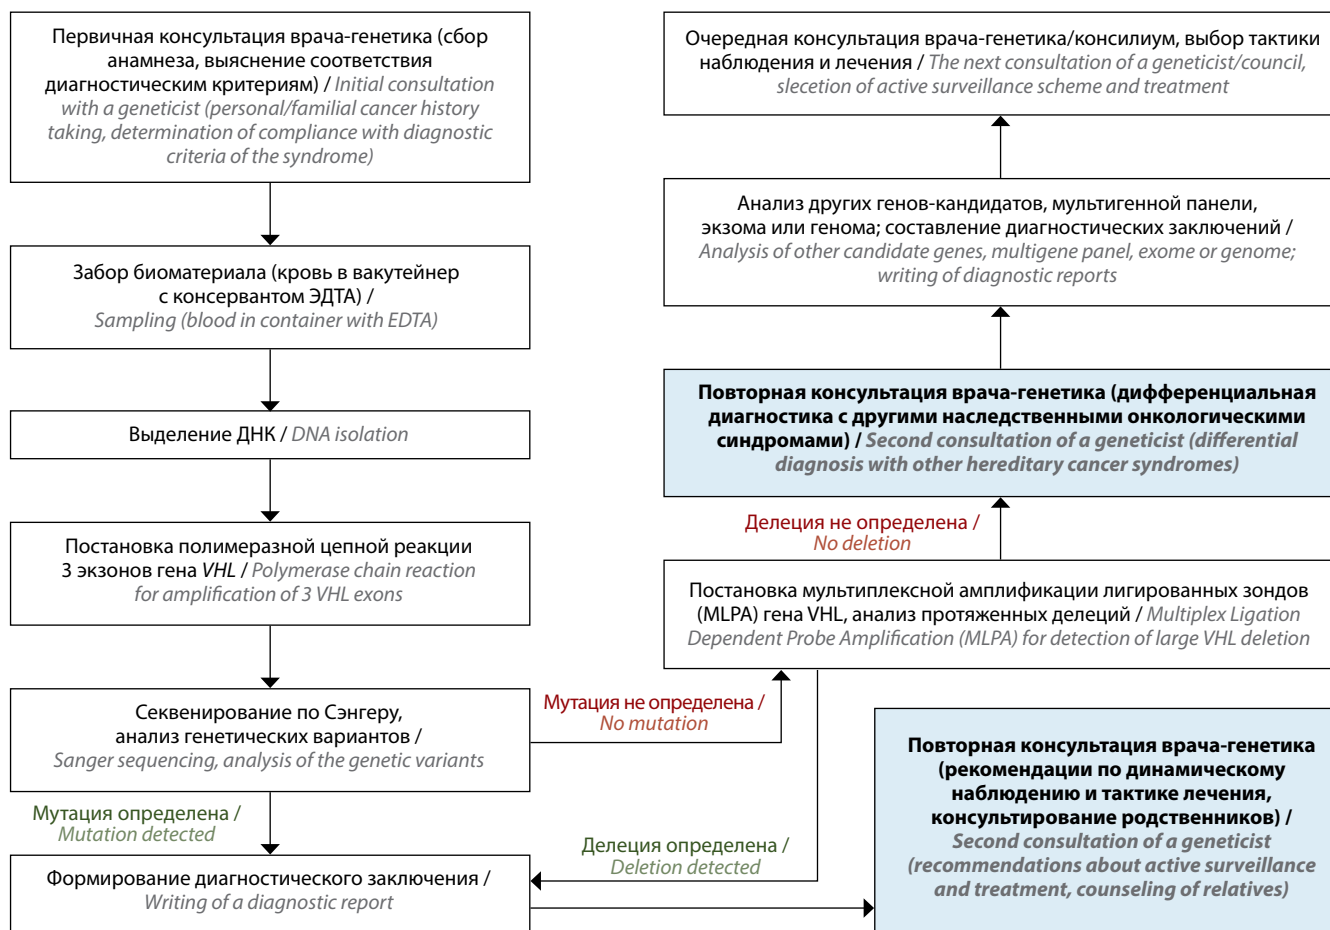 Первичная консультация врача-генетика (сбор
анамнеза, выяснение соответствия
диагностическим критериям) / Initial consultation
with a geneticist (personal/familial cancer history
taking, determination of compliance with diagnostic
criteria of the syndrome)
Забор биоматериала (кровь в вакутейнер
с консервантом ЭДТА) /
Sampling (blood in container with EDTA)
Выделение ДНК / DNA isolation
Постановка полимеразной цепной реакции
3 экзонов гена VHL / Polymerase chain reaction
for amplification of 3 VHL exons
Секвенирование по Сэнгеру,
анализ генетических вариантов /
Sanger sequencing, analysis of the genetic variants
Мутация определена /
Mutation detected
Формирование диагностического заключения /
Writing of a diagnostic report
Мутация не определена /
No mutation
Делеция определена /
Deletion detected
Очередная консультация врача-генетика/консилиум, выбор тактики
наблюдения и лечения / The next consultation of a geneticist/council,
slecetion of active surveillance scheme and treatment
Анализ других генов-кандидатов, мультигенной панели,
экзома или генома; составление диагностических заключений /
Analysis of other candidate genes, multigene panel, exome or genome;
writing of diagnostic reports
Повторная консультация врача-генетика (дифференциальная
диагностика с другими наследственными онкологическими
синдромами) / Second consultation of a geneticist (differential
diagnosis with other hereditary cancer syndromes)
Делеция не определена /
No deletion
Постановка мультиплексной амплификации лигированных зондов
(MLPA) гена VHL, анализ протяженных делеций / Multiplex Ligation
Dependent Probe Amplification (MLPA) for detection of large VHL deletion
Повторная консультация врача-генетика
(рекомендации по динамическому
наблюдению и тактике лечения,
консультирование родственников) /
Second consultation of a geneticist
(recommendations about active surveillance
and treatment, counseling of relatives)